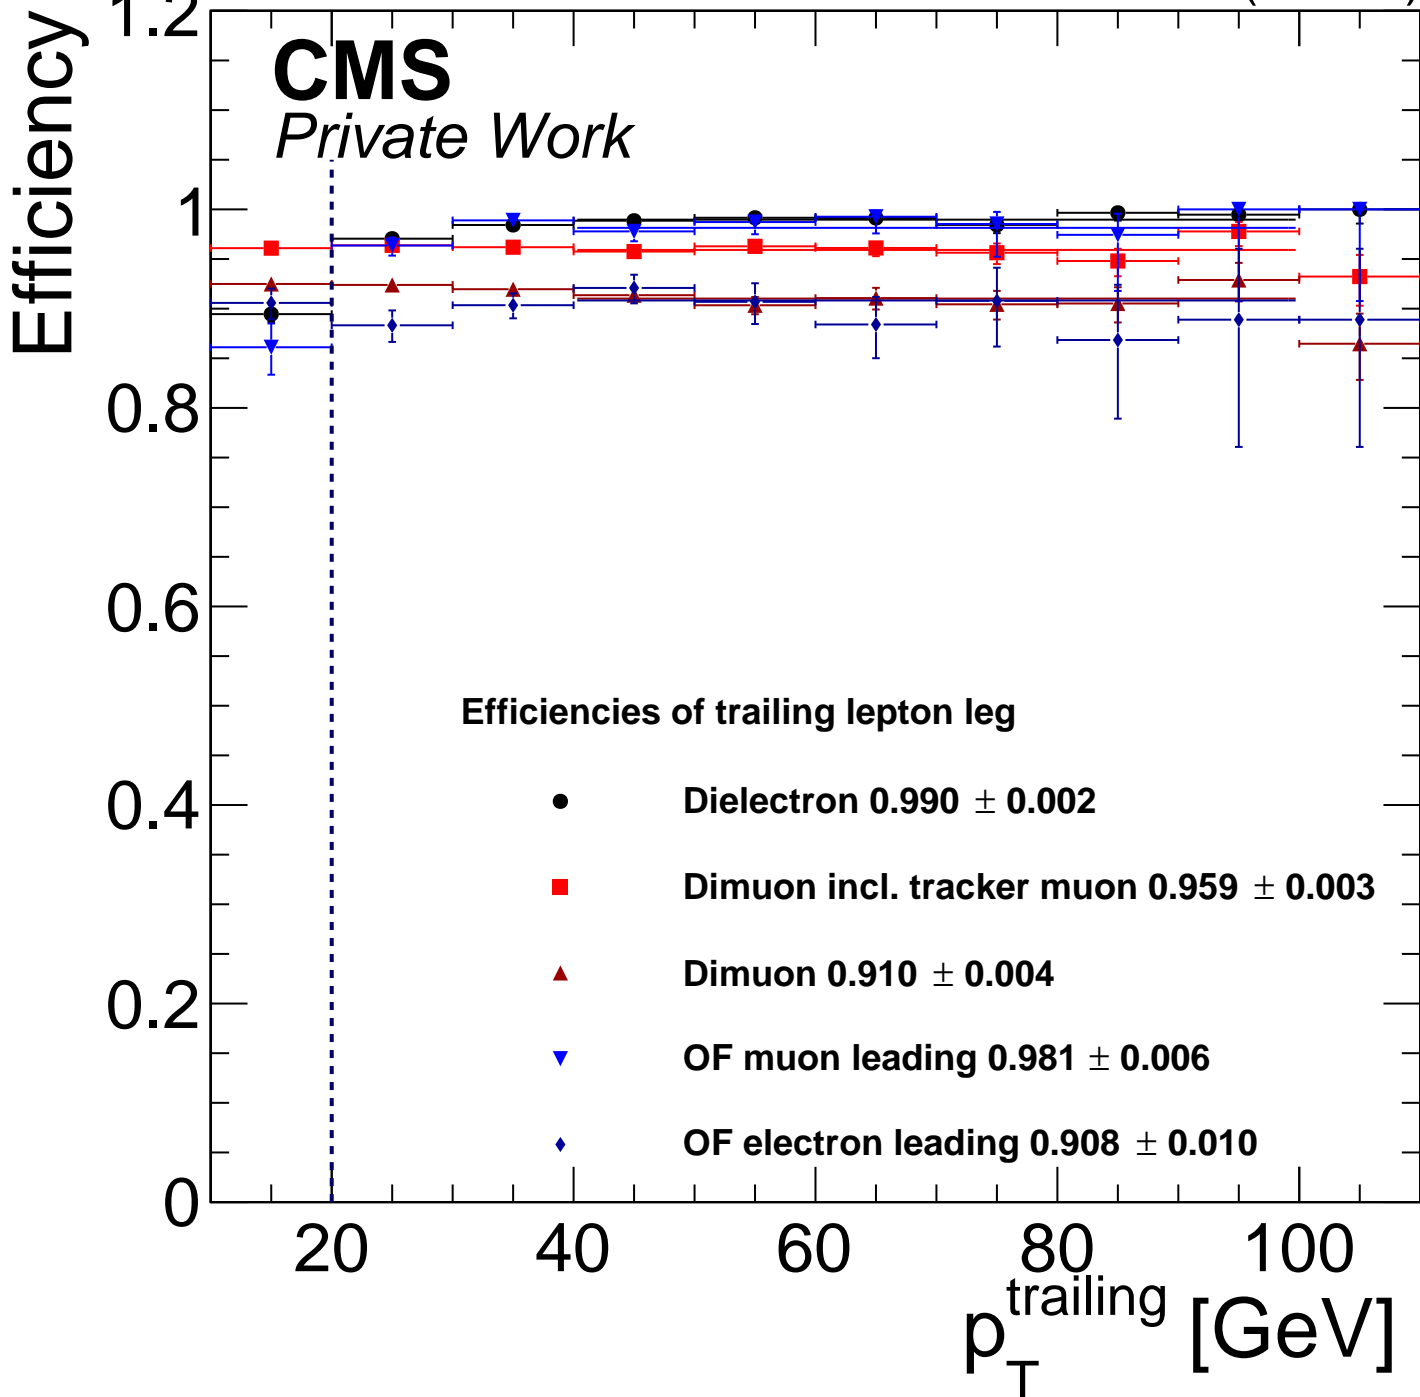 1.2
CMS
Private Work
Efficiency
1
0.8
0.6
Efficiencies of trailing lepton leg
0.4
Dielectron 0.990 ± 0.002
Dimuon incl. tracker muon 0.959 ± 0.003
Dimuon 0.910 ± 0.004
0.2
OF muon leading 0.981 ± 0.006
OF electron leading 0.908 ± 0.010
0
20 40 60 80 100
p_T^trailing [GeV]